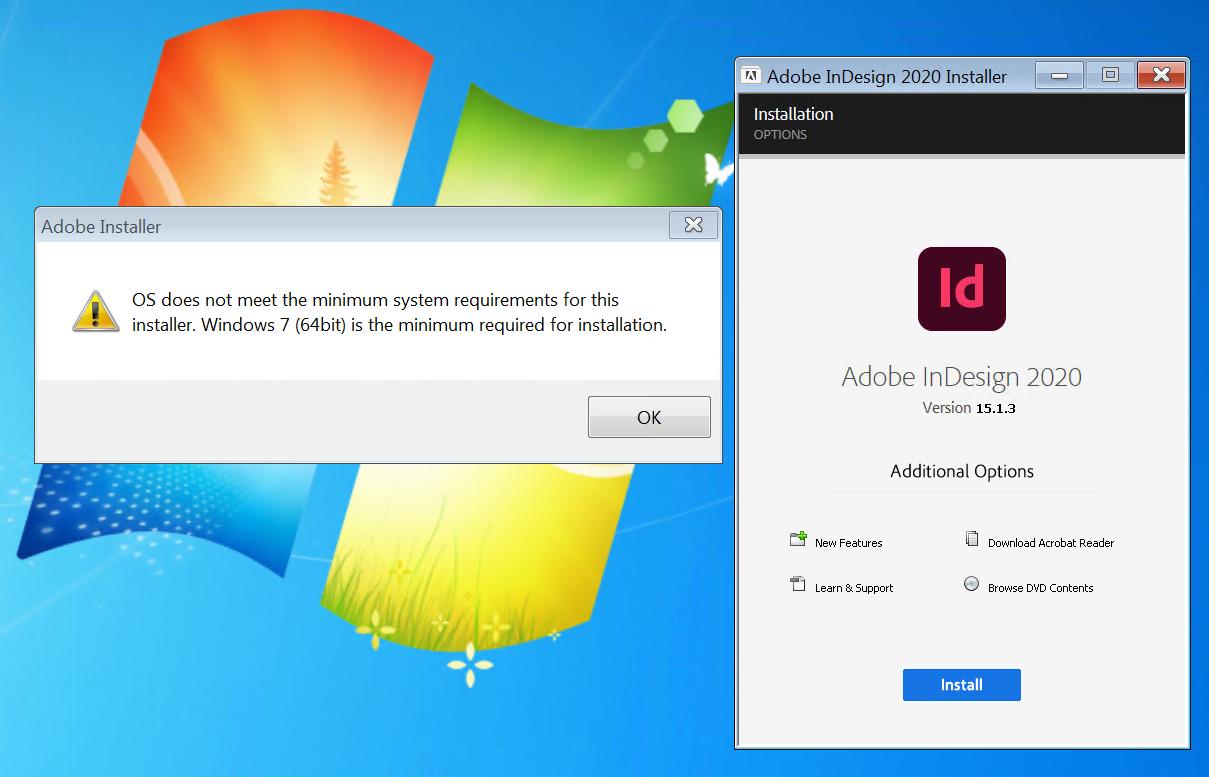 Adobe Installer
OS does not meet the minimum system requirements for this
installer. Windows 7 (64bit) is the minimum required for installation.
OK
Adobe InDesign 2020 Installer
Installation
OPTIONS
Id
Adobe InDesign 2020
Version 15.1.3
Additional Options
New Features
Download Acrobat Reader
Learn & Support
Browse DVD Contents
Install